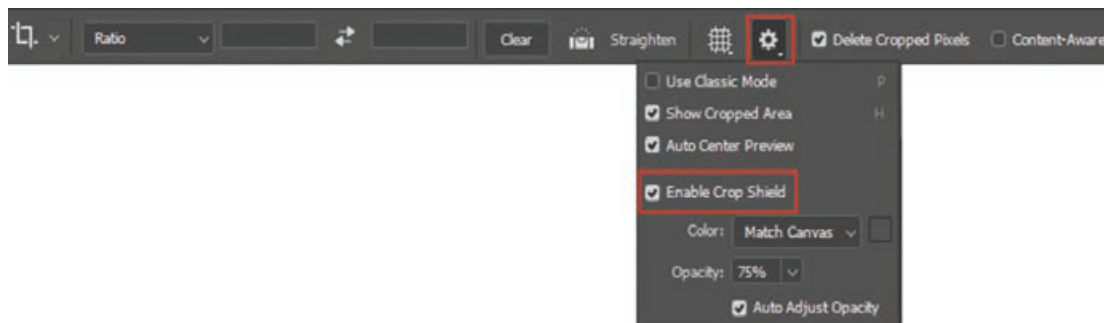 Ratio Clear Straighten Delete Cropped Pixels Content-Aware
Use Classic Mode P
Show Cropped Area H
Auto Center Preview
Enable Crop Shield
Color: Match Canvas
Opacity: 75%
Auto Adjust Opacity